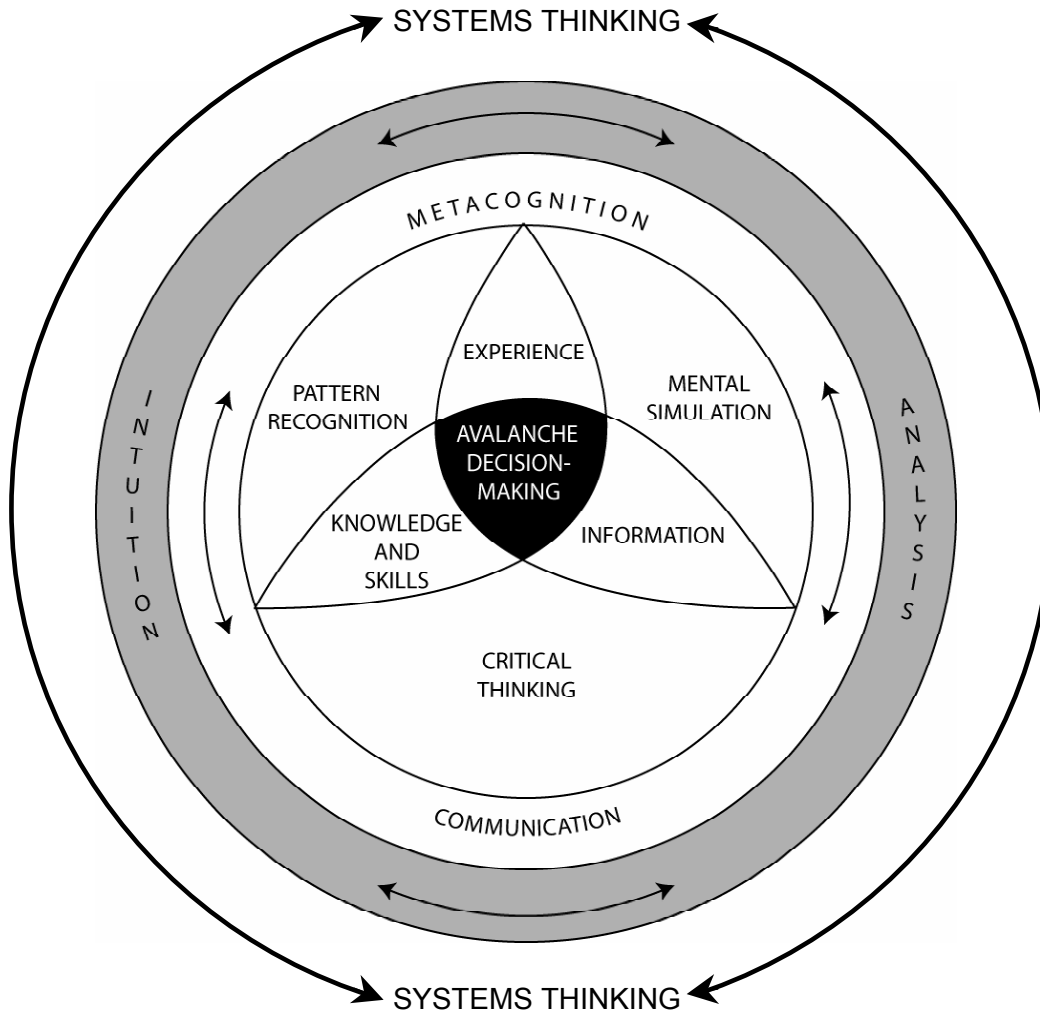 SYSTEMS THINKING
METACOGNITION
EXPERIENCE
PATTERN
RECOGNITION
MENTAL
SIMULATION
INTUITION
ANALYSIS
AVALANCHE
DECISION-
MAKING
KNOWLEDGE
AND
SKILLS
INFORMATION
CRITICAL
THINKING
COMMUNICATION
SYSTEMS THINKING